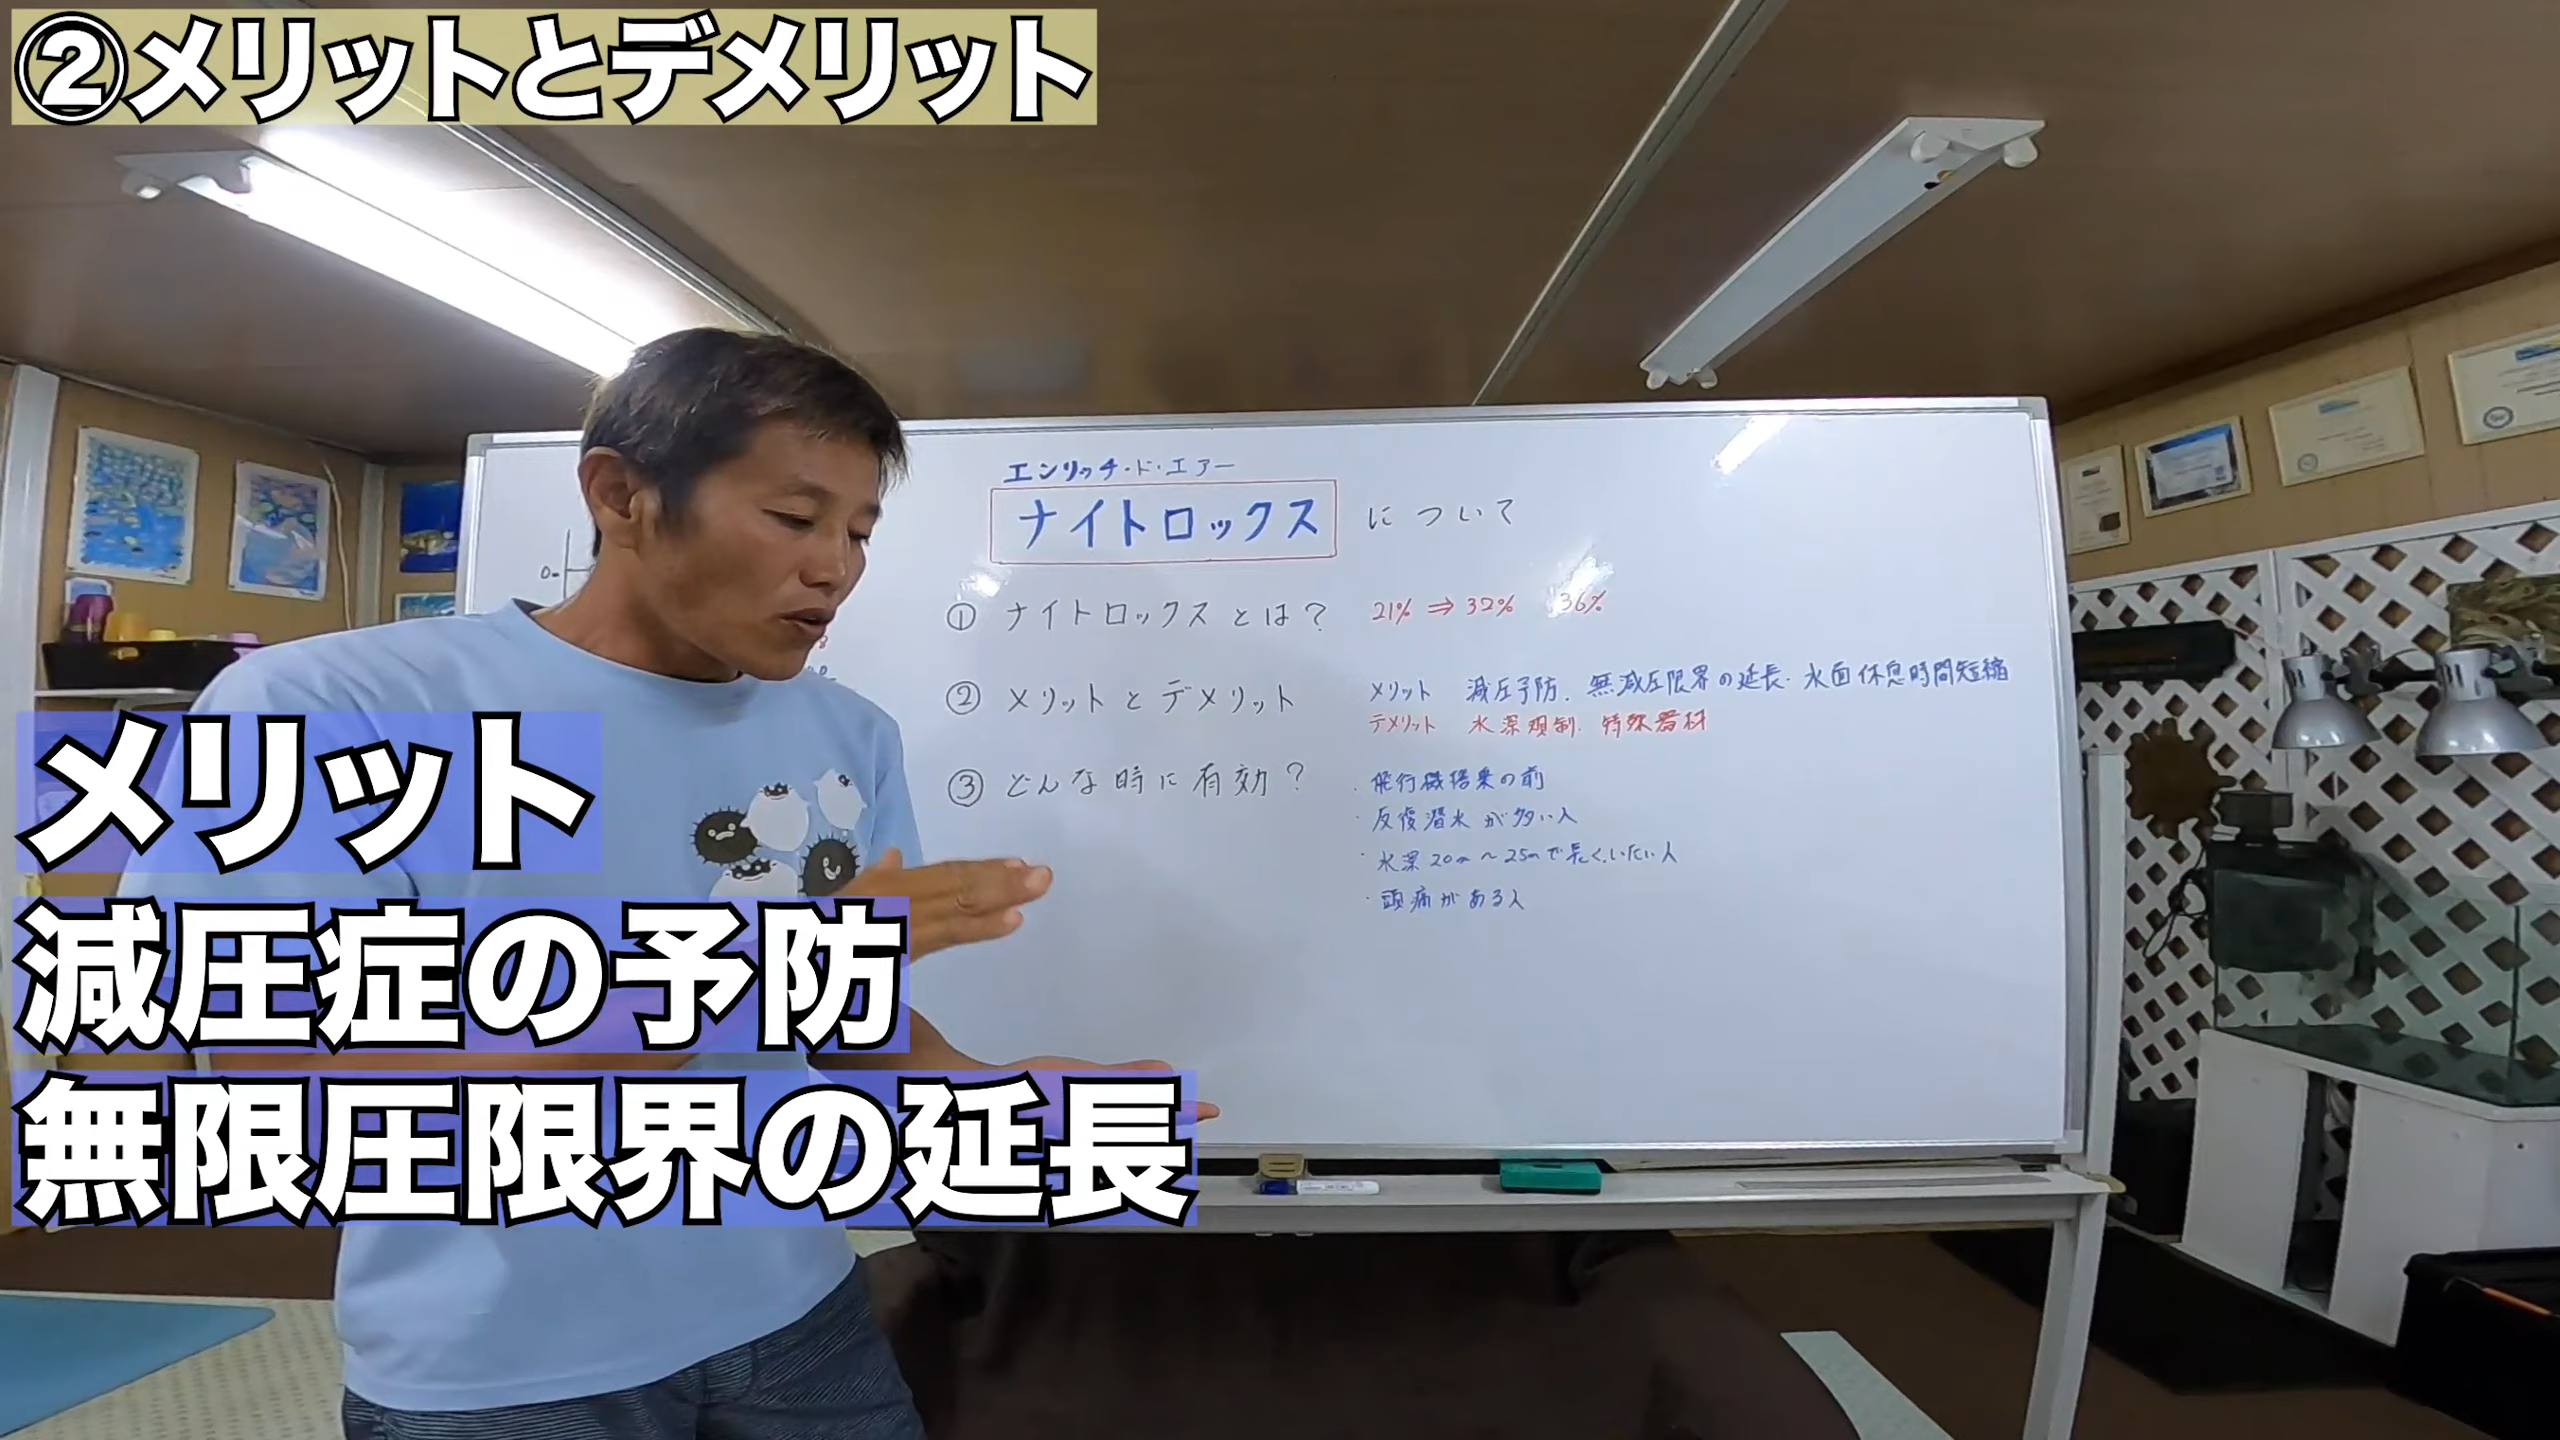 ②メリットとデメリット
エンリッチ・ド・エアー
ナイトロックス について
0m
① ナイトロックスとは? 21% ⇒ 32% 36%
② メリットとデメリット
メリット 減圧予防. 無減圧限界の延長. 水面休息時間短縮
デメリット 水深規制. 特殊器材
③ どんな時に有効?
・飛行機搭乗の前
・反復潜水が多い人
・水深20m〜25mで長くいたい人
・頭痛がある人
メリット
減圧症の予防
無限圧限界の延長